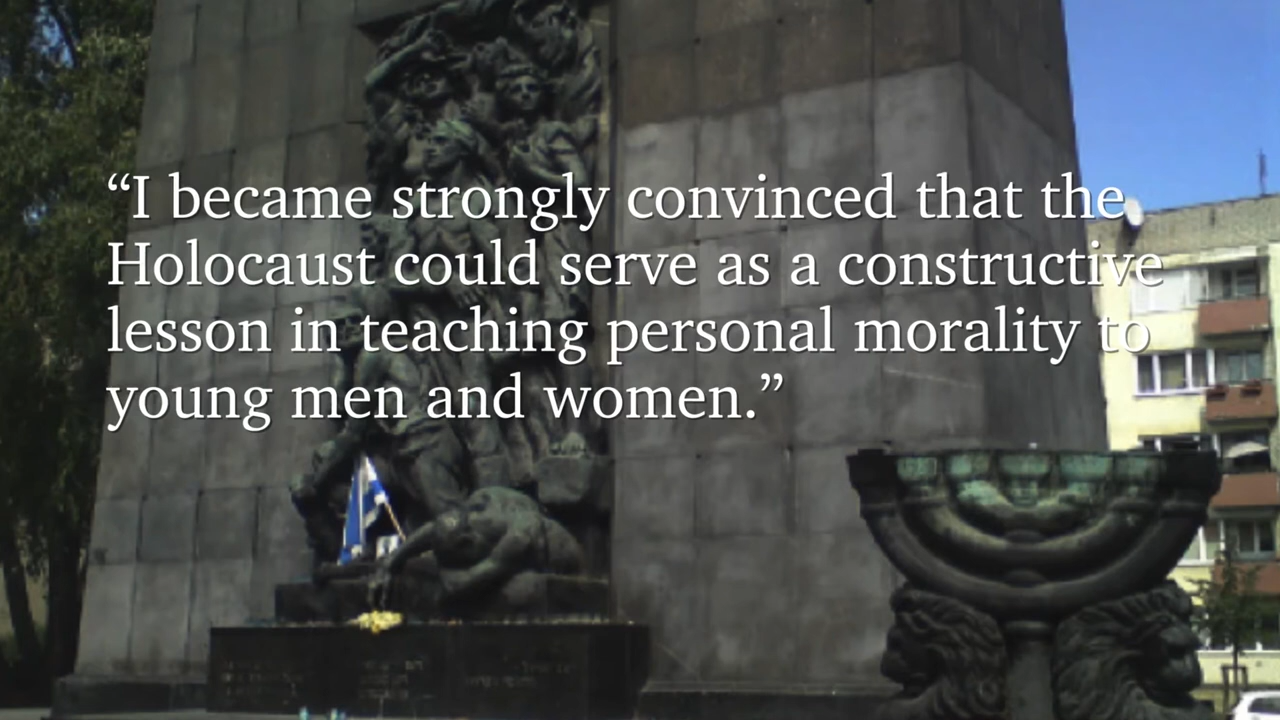 “I became strongly convinced that the
Holocaust could serve as a constructive
lesson in teaching personal morality to
young men and women.”